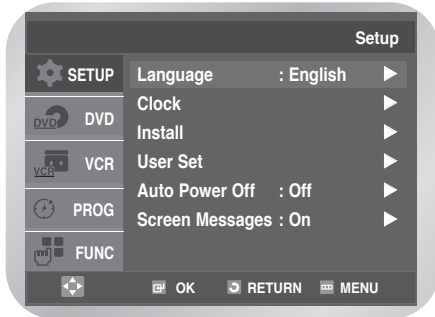 Setup
SETUP
Language : English
Clock
DVD DVD
Install
VCR VCR
User Set
Auto Power Off : Off
PROG
Screen Messages : On
FUNC
OK RETURN MENU